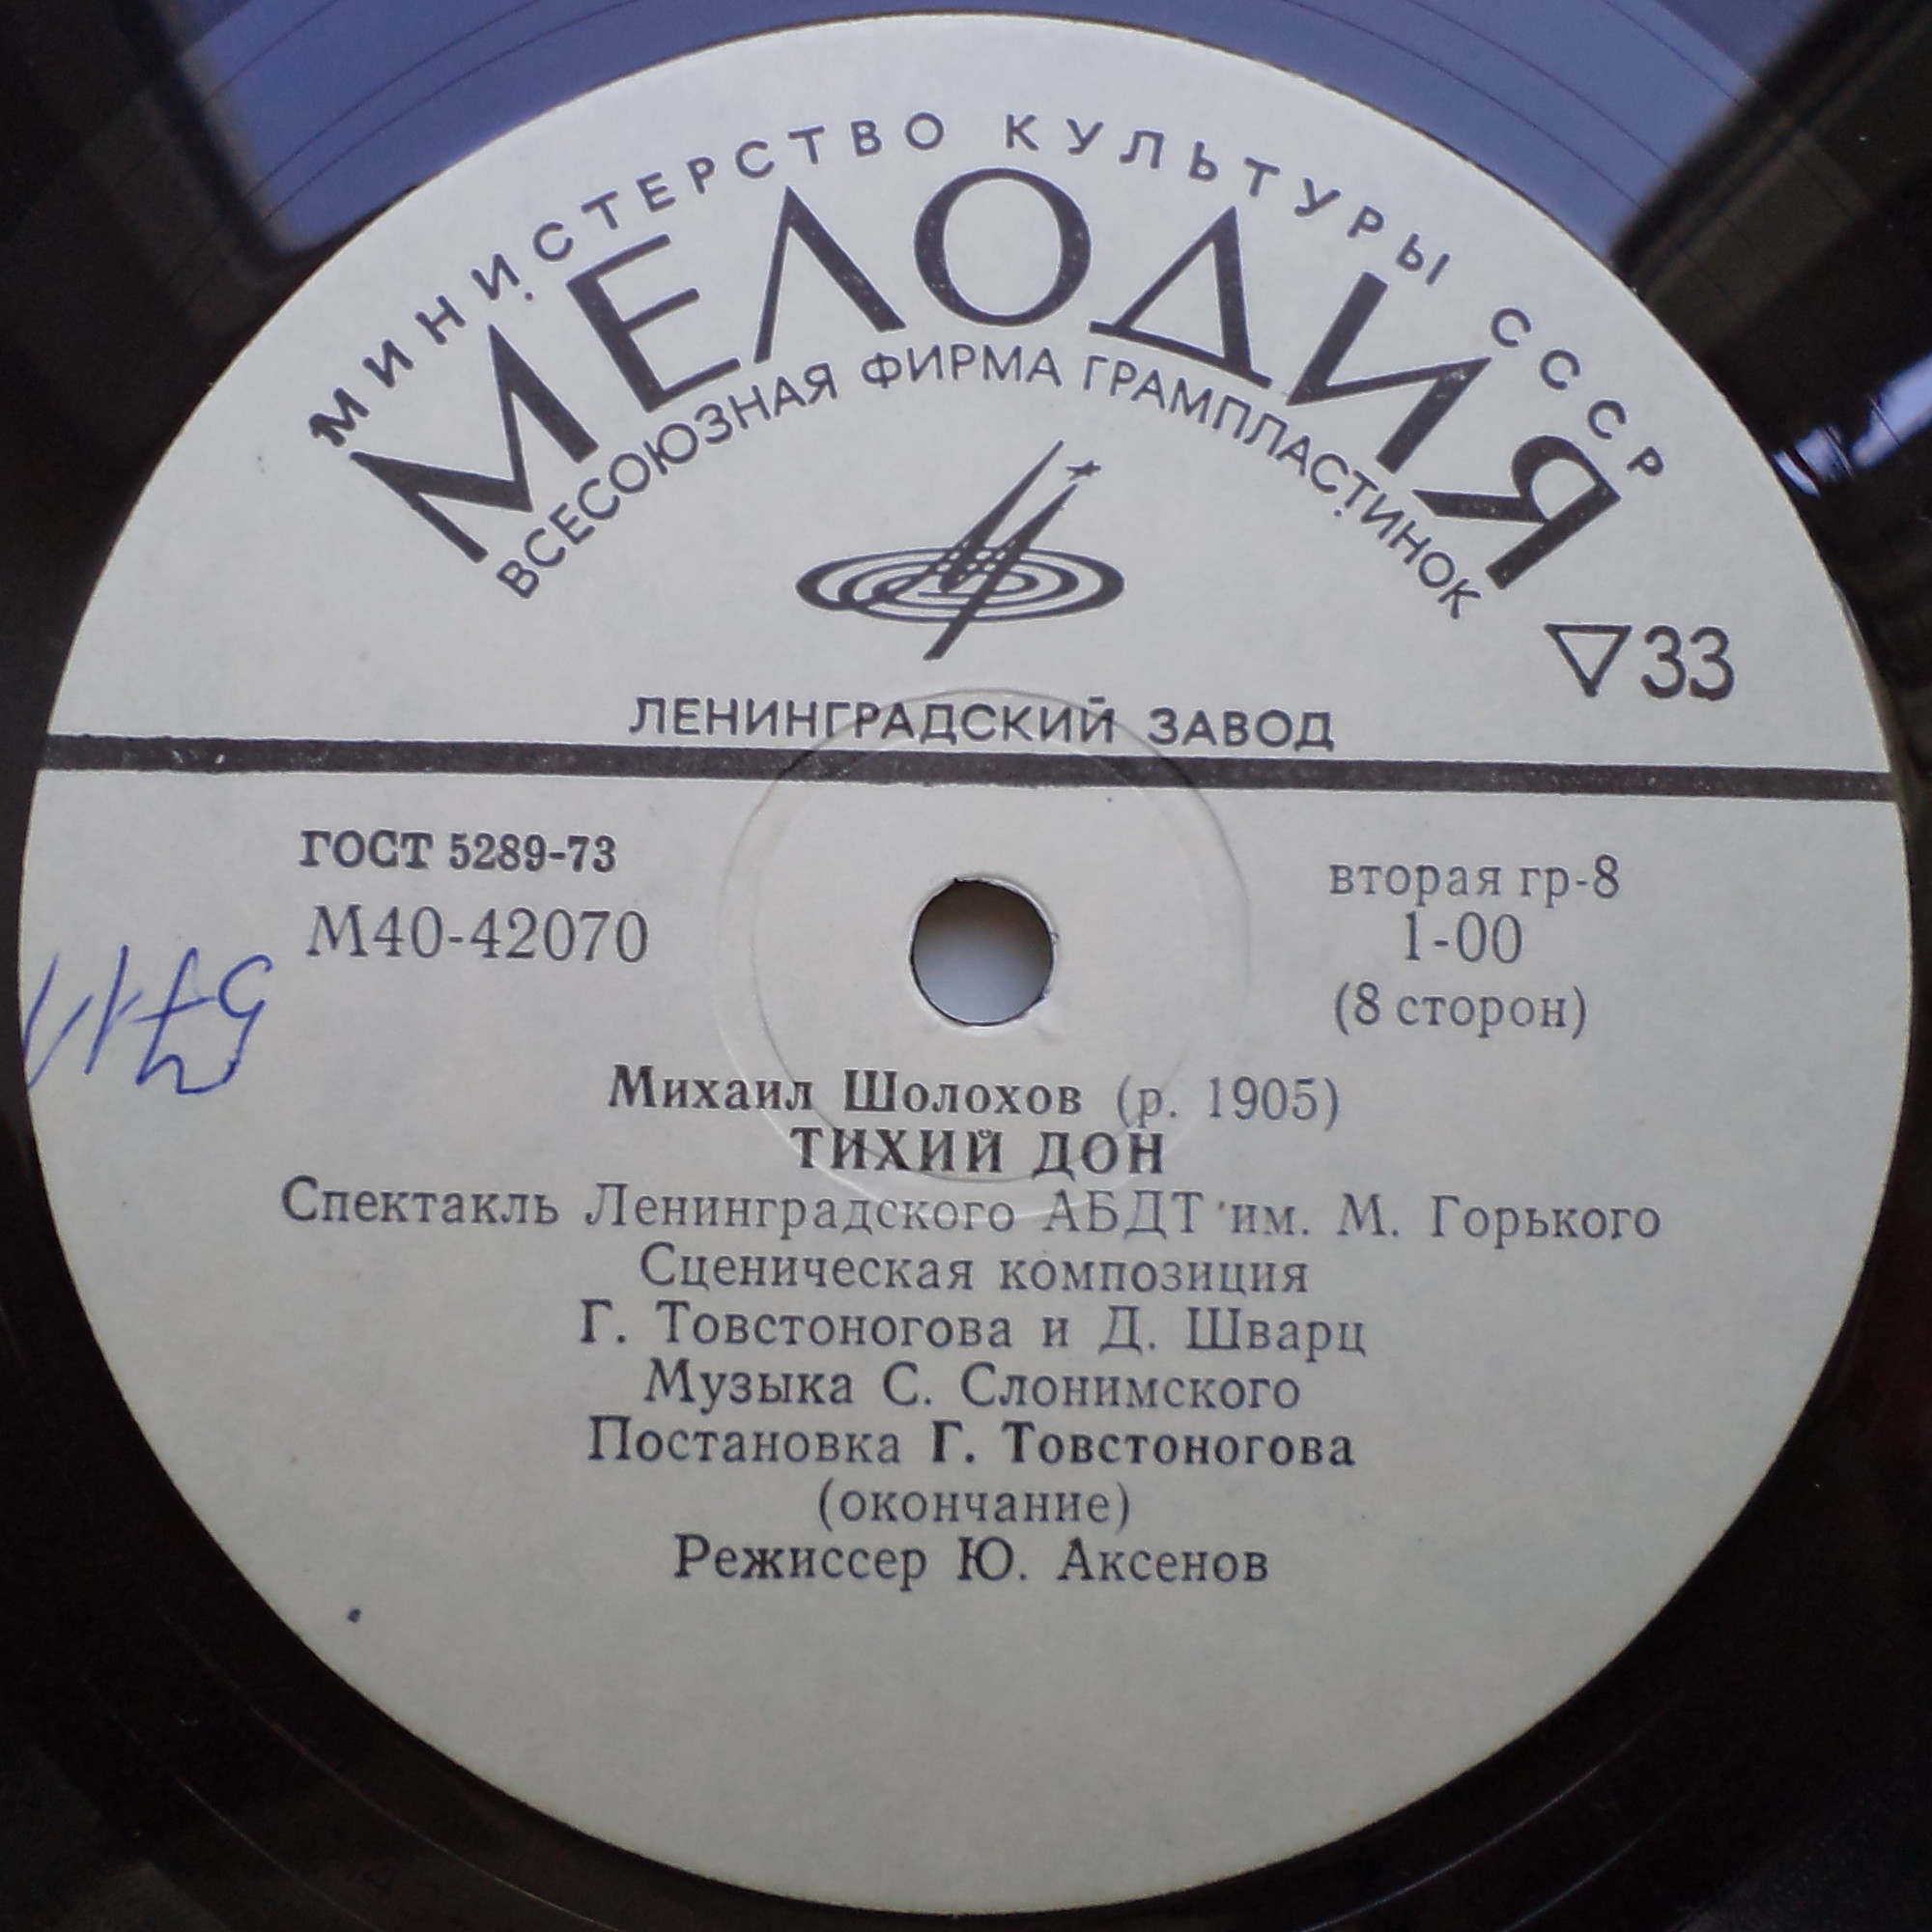 МИНИСТЕРСТВО КУЛЬТУРЫ СССР
МЕЛОДИЯ
ВСЕСОЮЗНАЯ ФИРМА ГРАМПЛАСТИНОК
33
ЛЕНИНГРАДСКИЙ ЗАВОД
ГОСТ 5289-73
М40-42070
вторая гр-8
1-00
(8 сторон)
Михаил Шолохов (р. 1905)
ТИХИЙ ДОН
Спектакль Ленинградского АБДТ им. М. Горького
Сценическая композиция
Г. Товстоногова и Д. Шварц
Музыка С. Слонимского
Постановка Г. Товстоногова
(окончание)
Режиссер Ю. Аксенов